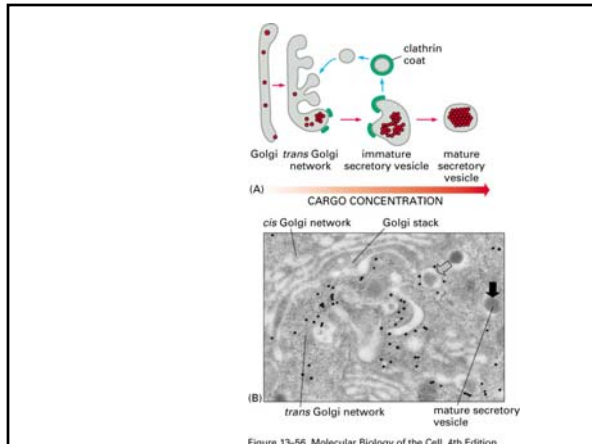 clathrin
coat
Golgi
trans Golgi
network
immature
secretory vesicle
mature
secretory
vesicle
(A)
CARGO CONCENTRATION
cis Golgi network
Golgi stack
(B)
trans Golgi network
mature secretory
vesicle
Figure 13–56 Molecular Biology of the Cell, 4th Edition